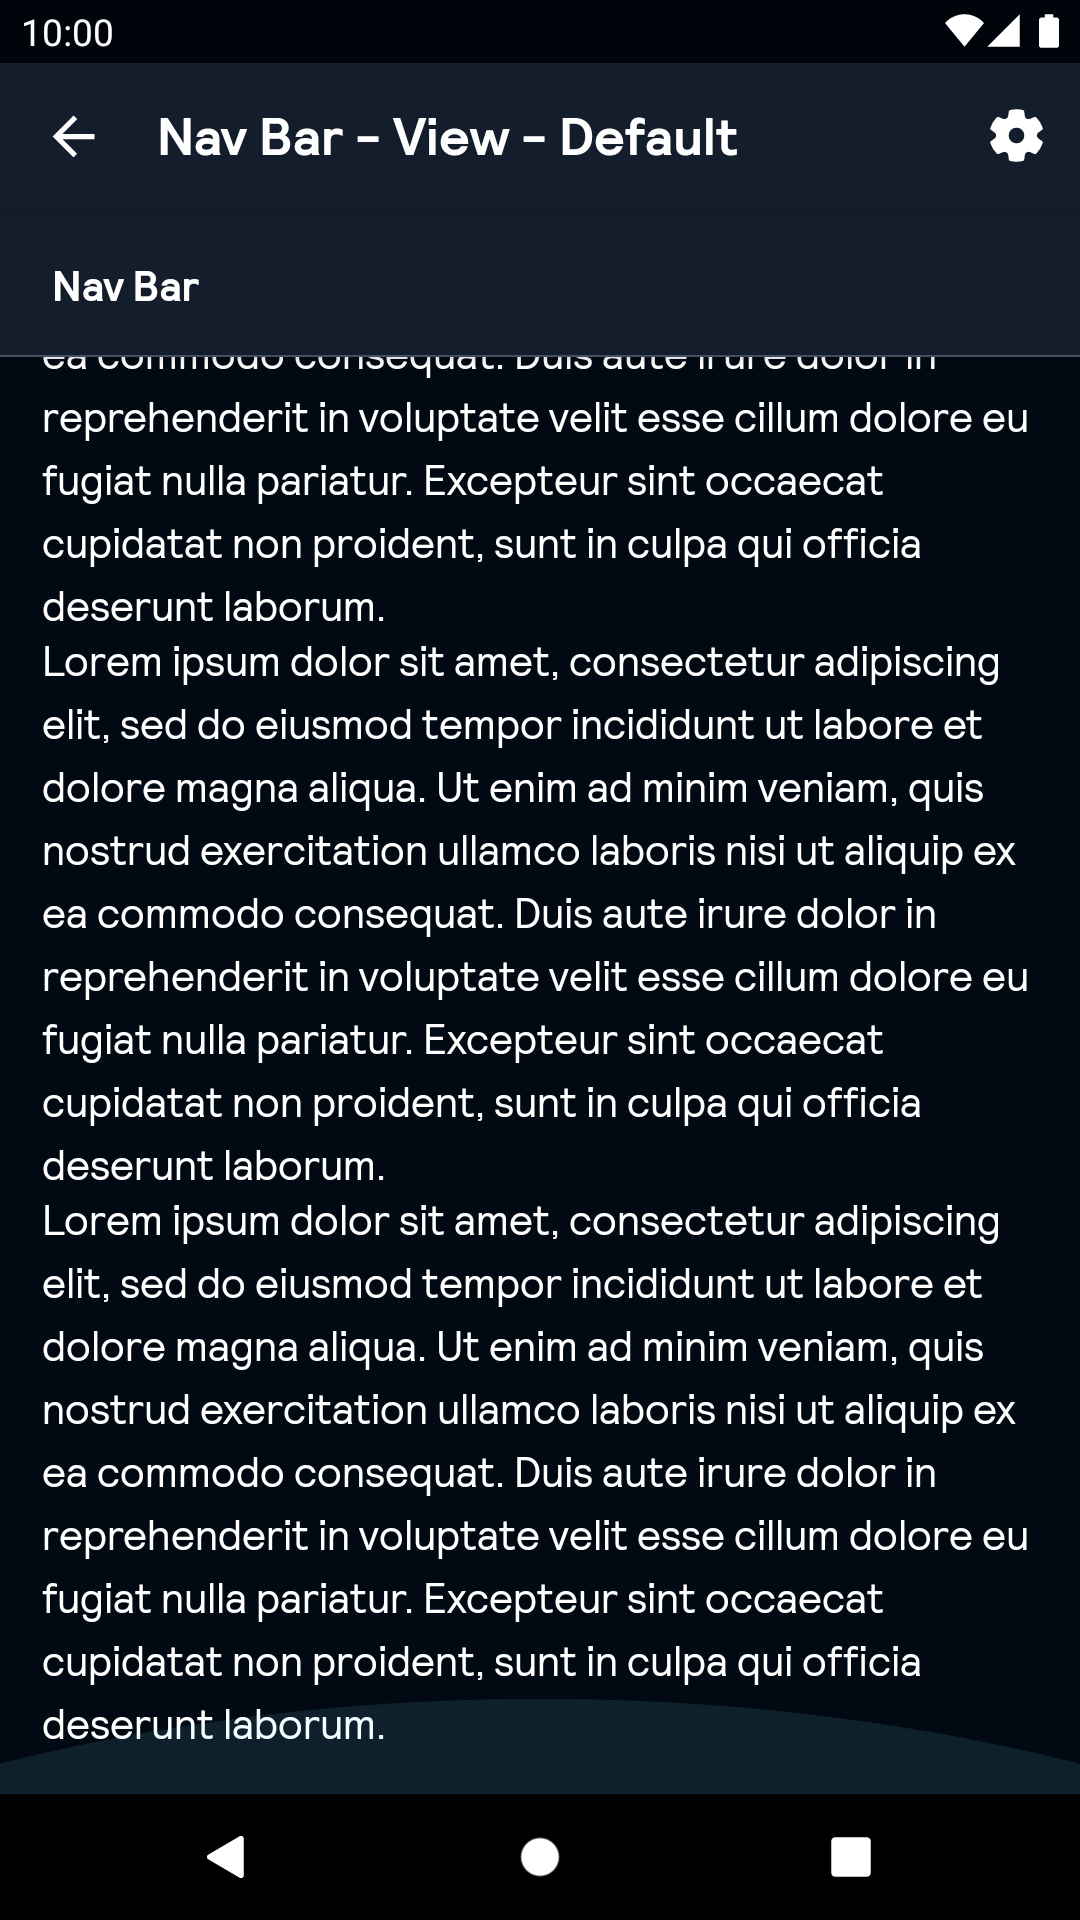 10:00
Nav Bar - View - Default
Nav Bar
ea commodo consequat. Duis aute irure dolor in
reprehenderit in voluptate velit esse cillum dolore eu
fugiat nulla pariatur. Excepteur sint occaecat
cupidatat non proident, sunt in culpa qui officia
deserunt laborum.
Lorem ipsum dolor sit amet, consectetur adipiscing
elit, sed do eiusmod tempor incididunt ut labore et
dolore magna aliqua. Ut enim ad minim veniam, quis
nostrud exercitation ullamco laboris nisi ut aliquip ex
ea commodo consequat. Duis aute irure dolor in
reprehenderit in voluptate velit esse cillum dolore eu
fugiat nulla pariatur. Excepteur sint occaecat
cupidatat non proident, sunt in culpa qui officia
deserunt laborum.
Lorem ipsum dolor sit amet, consectetur adipiscing
elit, sed do eiusmod tempor incididunt ut labore et
dolore magna aliqua. Ut enim ad minim veniam, quis
nostrud exercitation ullamco laboris nisi ut aliquip ex
ea commodo consequat. Duis aute irure dolor in
reprehenderit in voluptate velit esse cillum dolore eu
fugiat nulla pariatur. Excepteur sint occaecat
cupidatat non proident, sunt in culpa qui officia
deserunt laborum.